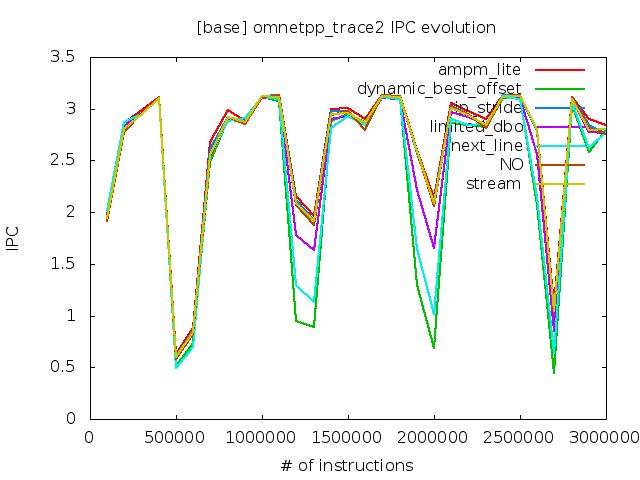 [base] omnetpp_trace2 IPC evolution
3.5
3
2.5
2
1.5
1
0.5
0
IPC
ampm_lite
dynamic_best_offset
ip_stride
limited_dbo
next_line
NO
stream
0
500000
1000000
1500000
2000000
2500000
3000000
# of instructions